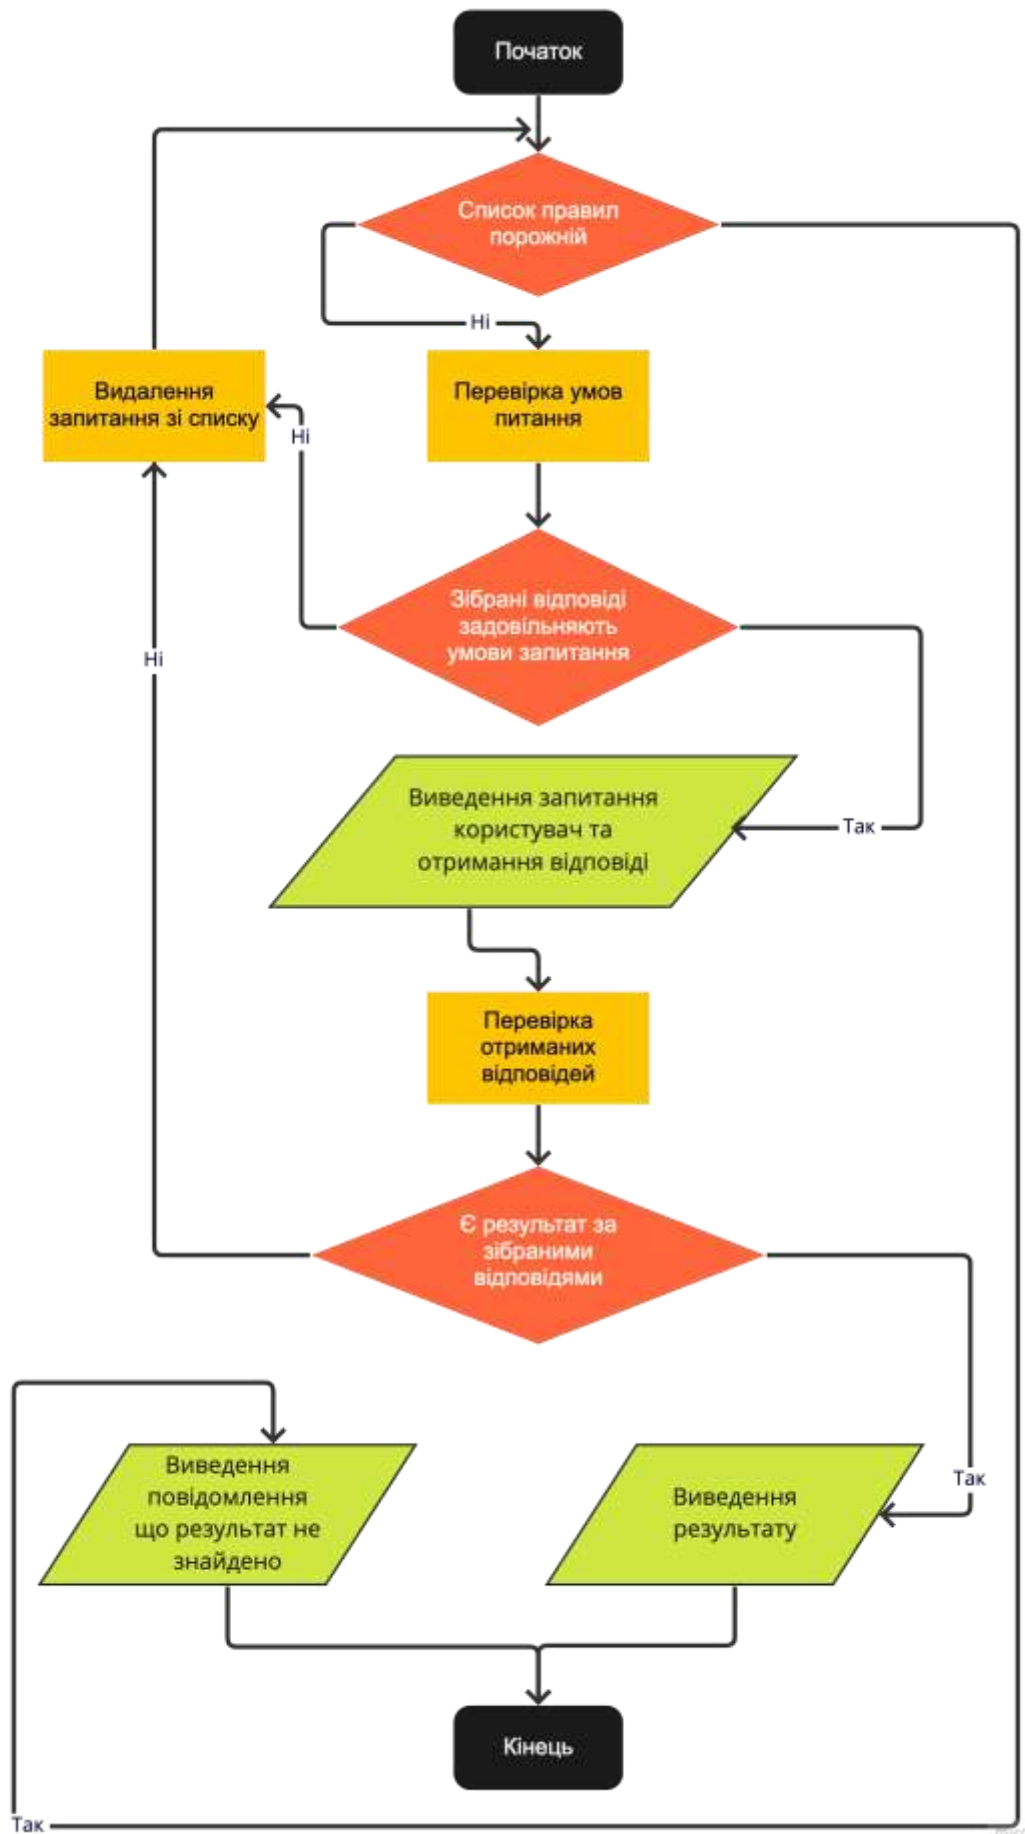 Початок
Список правил
порожній
Ні
Видалення
запитання зі списку
Перевірка умов
питання
Ні
Зібрані відповіді
задовільняють
умови запитання
Ні
Виведення запитання
користувач та
отримання відповіді
Так
Перевірка
отриманих
відповідей
Є результат за
зібраними
відповідями
Виведення
повідомлення
що результат не
знайдено
Виведення
результату
Так
Кінець
Так